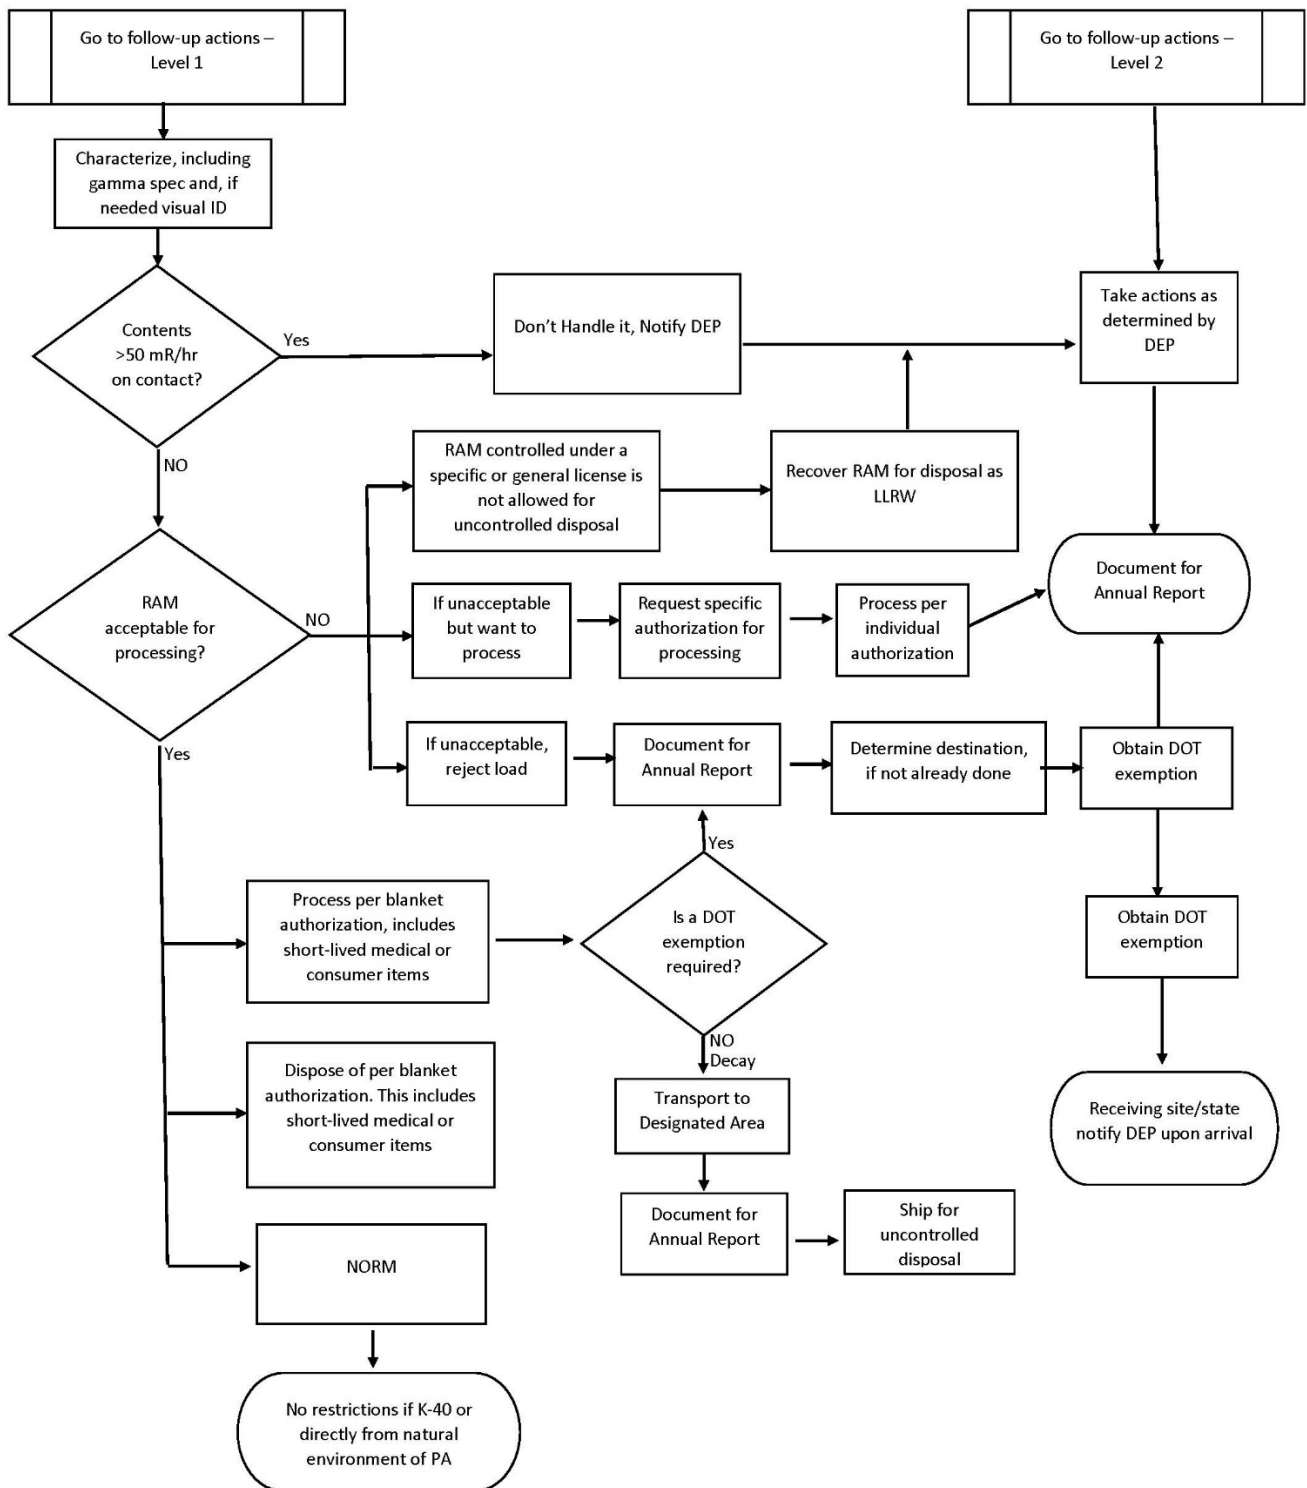 Go to follow-up actions –
Level 1
Go to follow-up actions –
Level 2
Characterize, including
gamma spec and, if
needed visual ID
Contents
>50 mR/hr
on contact?
Yes
Don’t Handle it, Notify DEP
Take actions as
determined by
DEP
NO
RAM controlled under a
specific or general license is
not allowed for
uncontrolled disposal
Recover RAM for disposal as
LLRW
Document for
Annual Report
RAM
acceptable for
processing?
NO
If unacceptable
but want to
process
Request specific
authorization for
processing
Process per
individual
authorization
Yes
If unacceptable,
reject load
Document for
Annual Report
Determine destination,
if not already done
Obtain DOT
exemption
Yes
Process per blanket
authorization, includes
short-lived medical or
consumer items
Is a DOT
exemption
required?
Obtain DOT
exemption
NO
Decay
Dispose of per blanket
authorization. This includes
short-lived medical or
consumer items
Transport to
Designated Area
Receiving site/state
notify DEP upon arrival
Document for
Annual Report
Ship for
uncontrolled
disposal
NORM
No restrictions if K-40 or
directly from natural
environment of PA